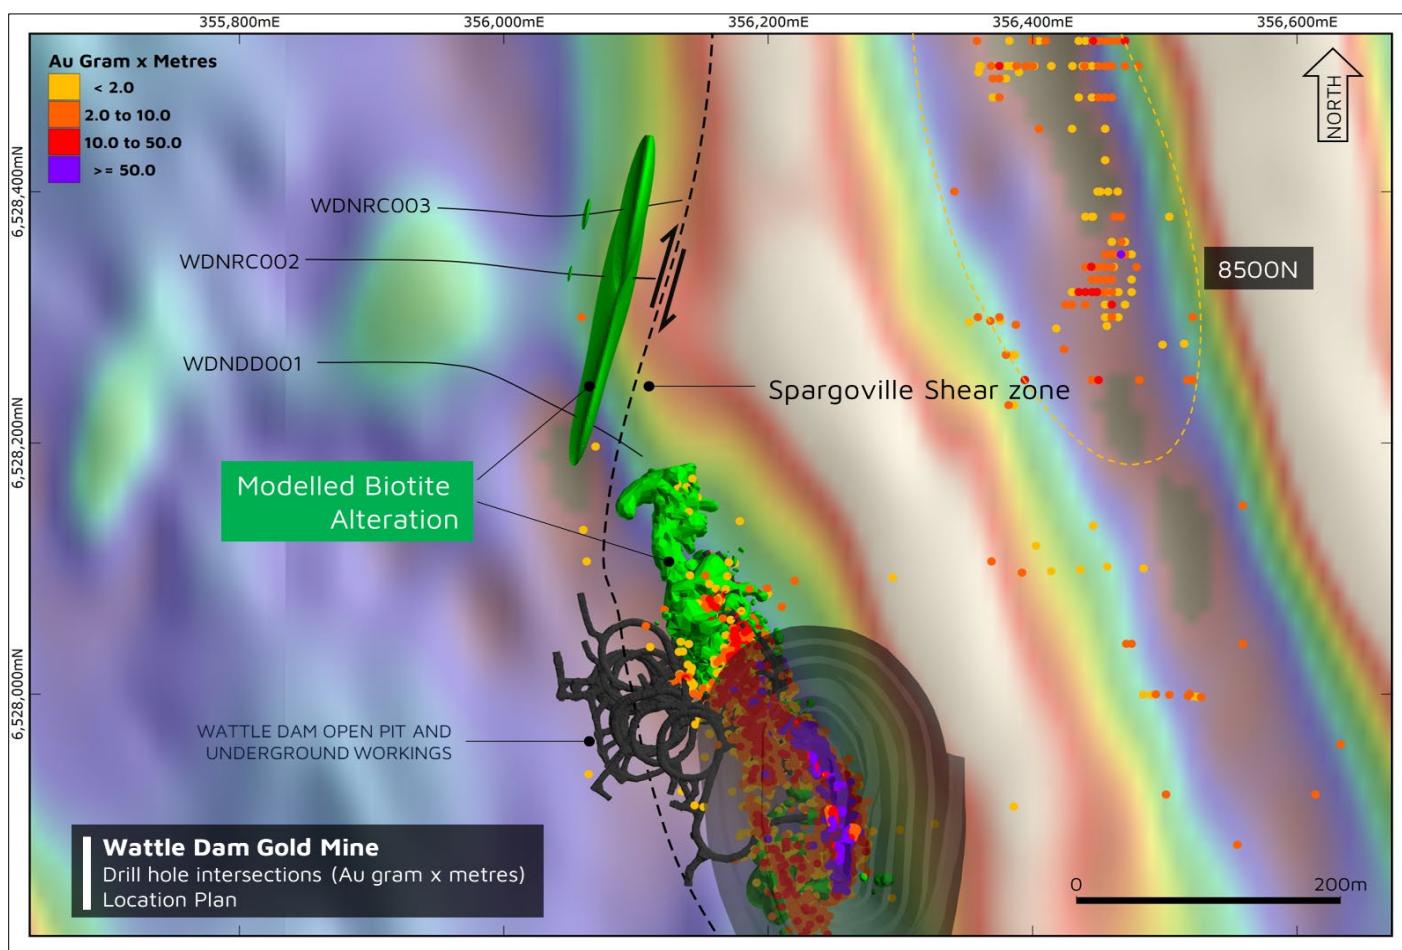 355,800mE
356,000mE
356,200mE
356,400mE
356,600mE
Au Gram x Metres
< 2.0
2.0 to 10.0
10.0 to 50.0
>= 50.0
NORTH
6,528,400mN
WDNRC003
WDNRC002
8500N
WDNDD001
Spargoville Shear zone
6,528,200mN
Modelled Biotite
Alteration
6,528,000mN
WATTLE DAM OPEN PIT AND
UNDERGROUND WORKINGS
Wattle Dam Gold Mine
Drill hole intersections (Au gram x metres)
Location Plan
0
200m